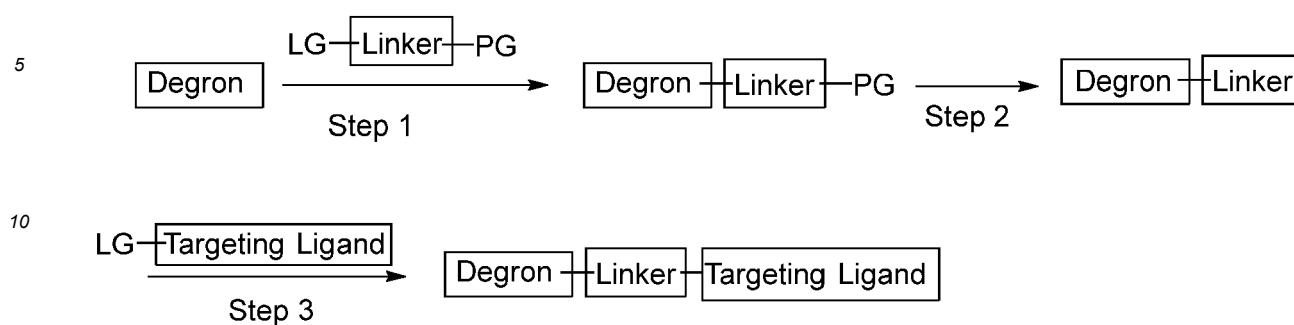 LG Linker PG
5
Degron Degron Linker PG Degron Linker
Step 1 Step 2
10
LG Targeting Ligand
Degron Linker Targeting Ligand
Step 3